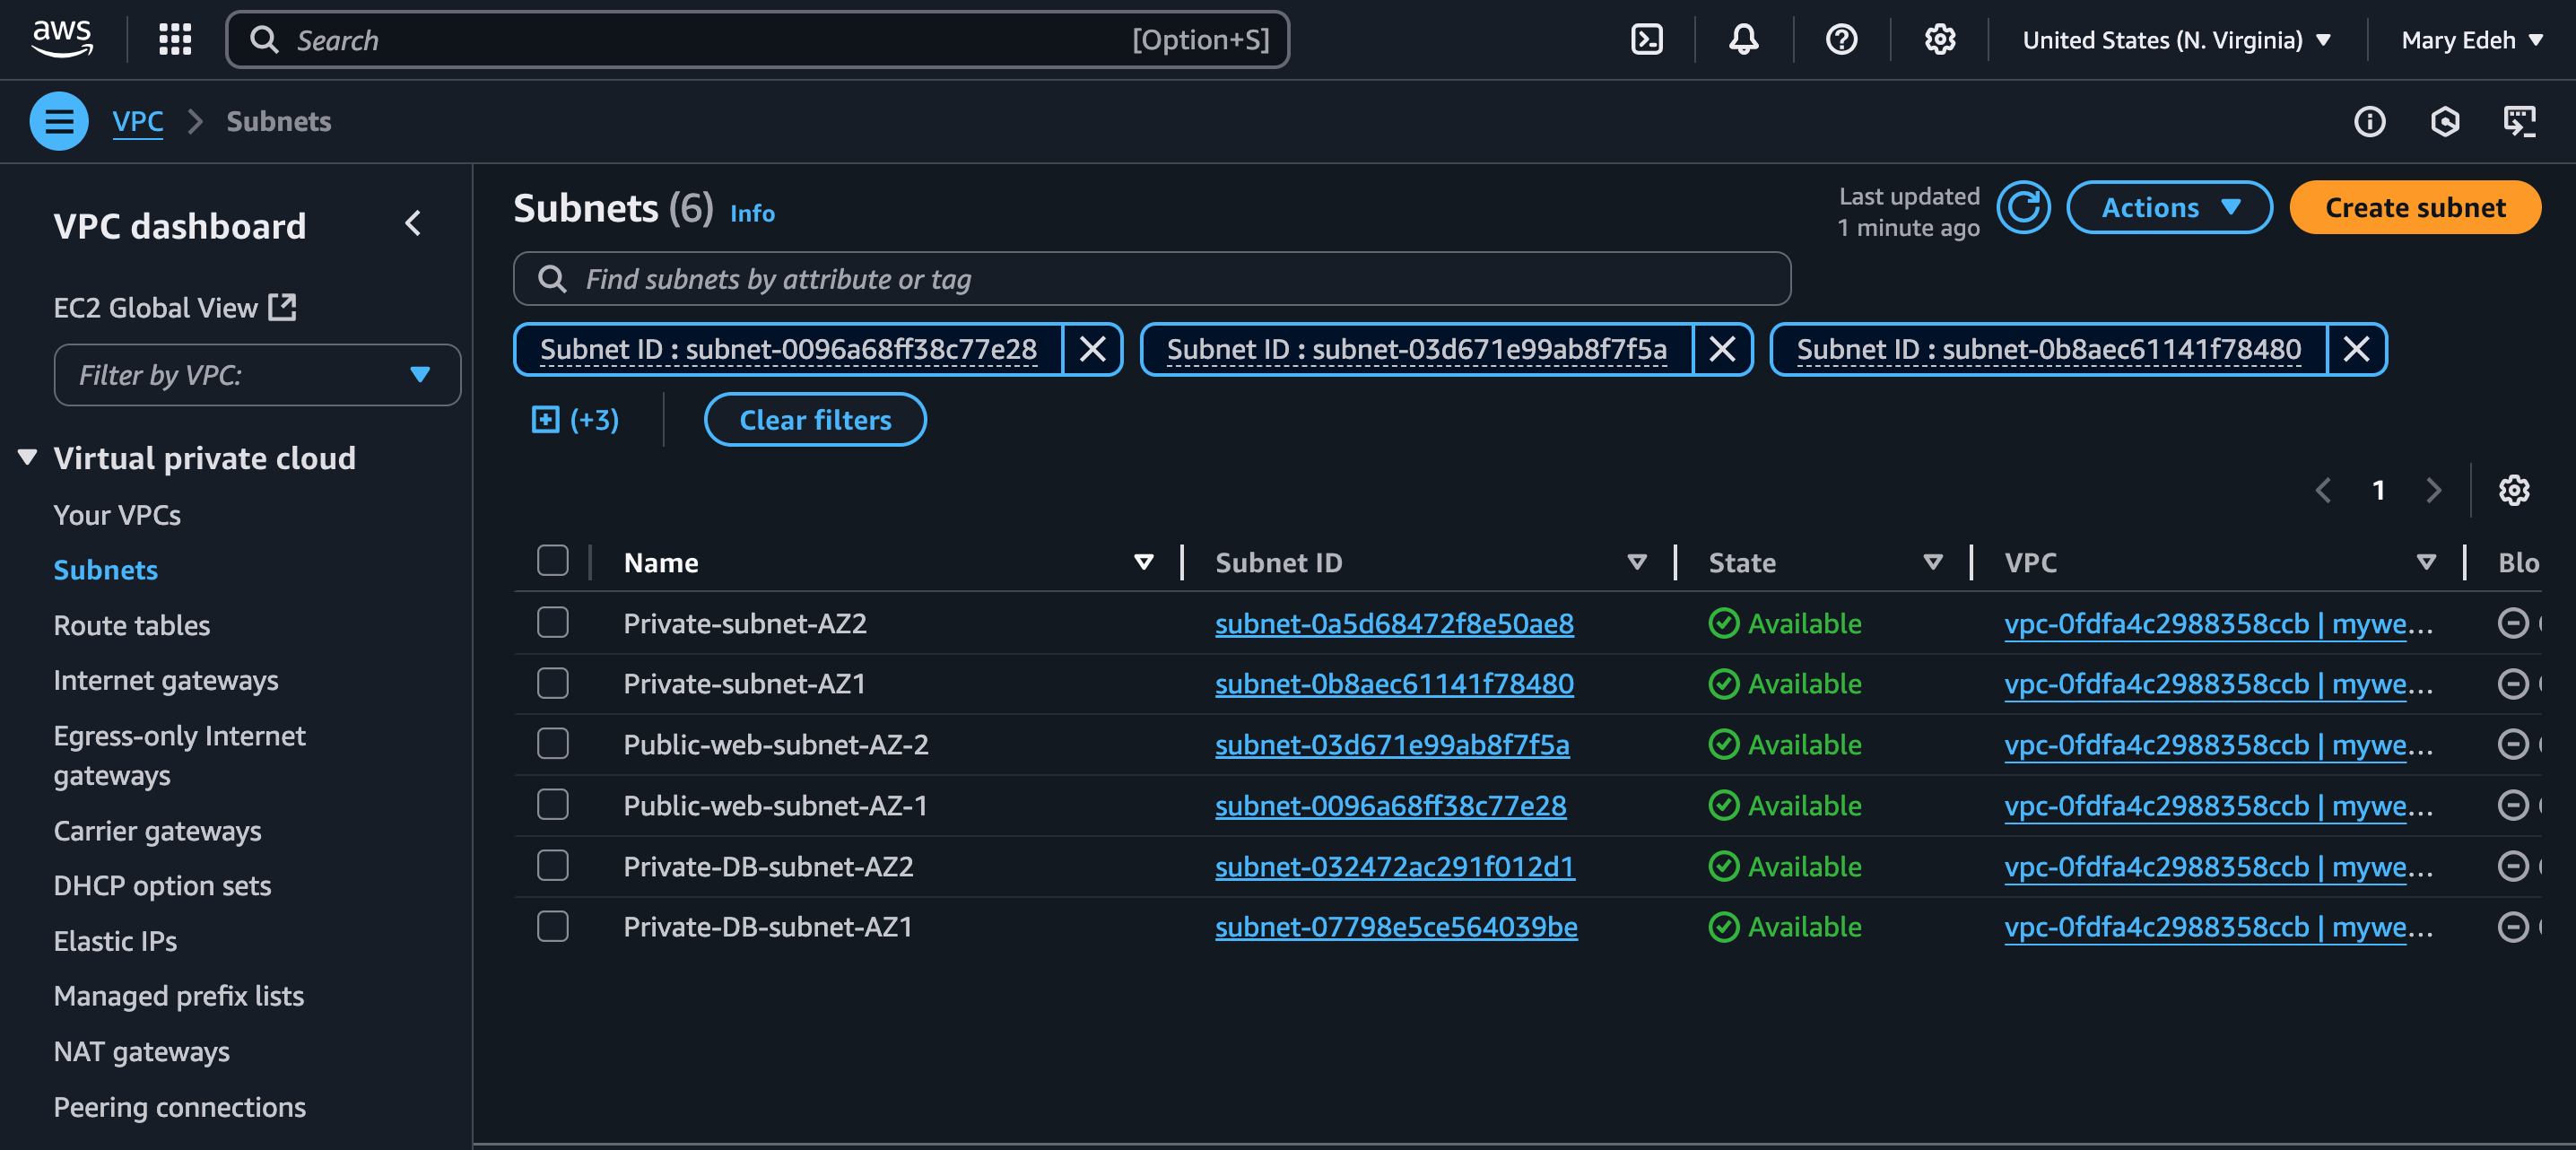 aws
Search [Option+S]
United States (N. Virginia)
Mary Edeh
VPC
Subnets
VPC dashboard
EC2 Global View
Filter by VPC:
Virtual private cloud
Your VPCs
Subnets
Route tables
Internet gateways
Egress-only Internet
gateways
Carrier gateways
DHCP option sets
Elastic IPs
Managed prefix lists
NAT gateways
Peering connections
Subnets (6) Info
Last updated
1 minute ago
Actions
Create subnet
Find subnets by attribute or tag
Subnet ID : subnet-0096a68ff38c77e28
Subnet ID : subnet-03d671e99ab8f7f5a
Subnet ID : subnet-0b8aec61141f78480
(+3)
Clear filters
1
Name Subnet ID State VPC Blo
Private-subnet-AZ2 subnet-0a5d68472f8e50ae8 Available vpc-0fdfa4c2988358ccb | mywe...
Private-subnet-AZ1 subnet-0b8aec61141f78480 Available vpc-0fdfa4c2988358ccb | mywe...
Public-web-subnet-AZ-2 subnet-03d671e99ab8f7f5a Available vpc-0fdfa4c2988358ccb | mywe...
Public-web-subnet-AZ-1 subnet-0096a68ff38c77e28 Available vpc-0fdfa4c2988358ccb | mywe...
Private-DB-subnet-AZ2 subnet-032472ac291f012d1 Available vpc-0fdfa4c2988358ccb | mywe...
Private-DB-subnet-AZ1 subnet-07798e5ce564039be Available vpc-0fdfa4c2988358ccb | mywe...